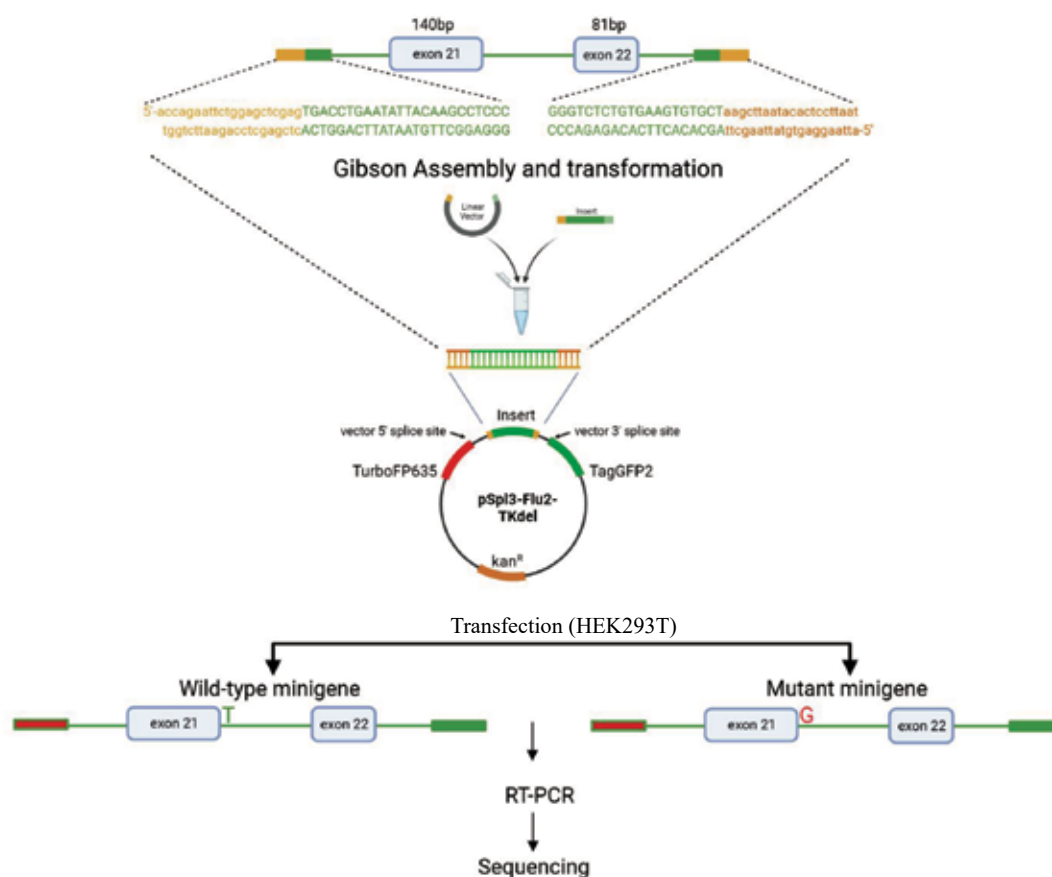 140bp 81bp
exon 21 exon 22
5'-accagaattctggagctcgagTGACCTGAATATTACAAGCCTCCC GGGTCTCTGTGAAGTGTGCTaagcttaatacactccttaat
tggtcttaagacctcgagctcACTGGACTTATAATGTTCGGAGGG CCCAGAGACACTTCACACGAttcgaattatgtgaggaatta-5'
Gibson Assembly and transformation
Linear
Vector
Insert
Insert
vector 5' splice site vector 3' splice site
TurboFP635 TagGFP2
pSpl3-Flu2-
TKdel
kanR
Transfection (HEK293T)
Wild-type minigene Mutant minigene
exon 21 T exon 22 exon 21 G exon 22
RT-PCR
Sequencing